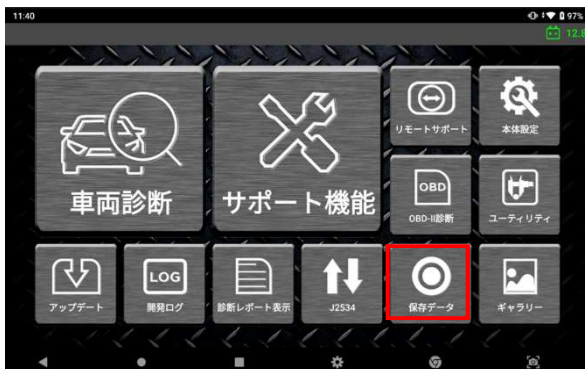 11:40
97%
12.8
車両診断
サポート機能
リモートサポート
本体設定
OBD
OBD-II診断
ユーティリティ
アップデート
LOG
開発ログ
診断レポート表示
J2534
保存データ
ギャラリー